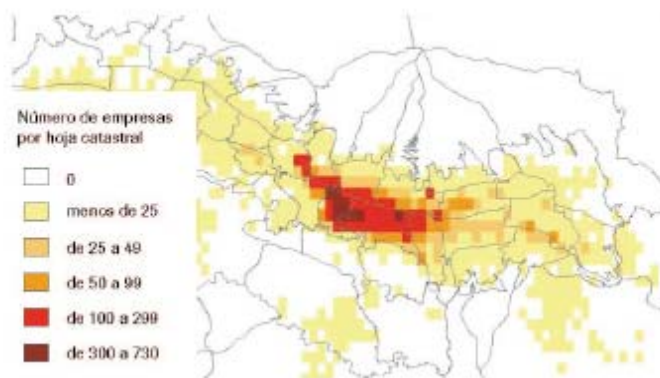 Número de empresas
por hoja catastral
0
menos de 25
de 25 a 49
de 50 a 99
de 100 a 299
de 300 a 730